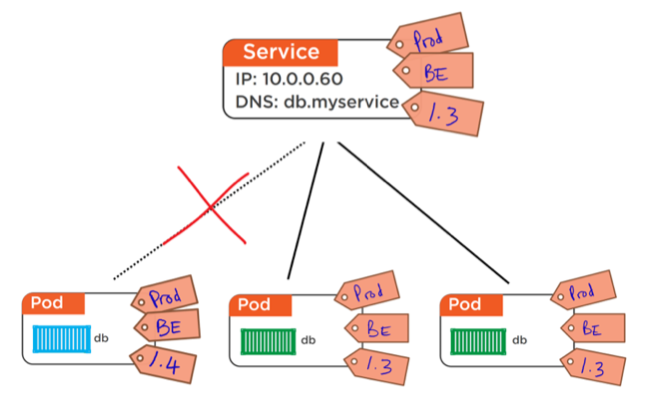 Service
IP: 10.0.0.60
DNS: db.myservice
Prod
BE
1.3
Pod
db
Prod
BE
1.4
Pod
db
Prod
BE
1.3
Pod
db
Prod
BE
1.3